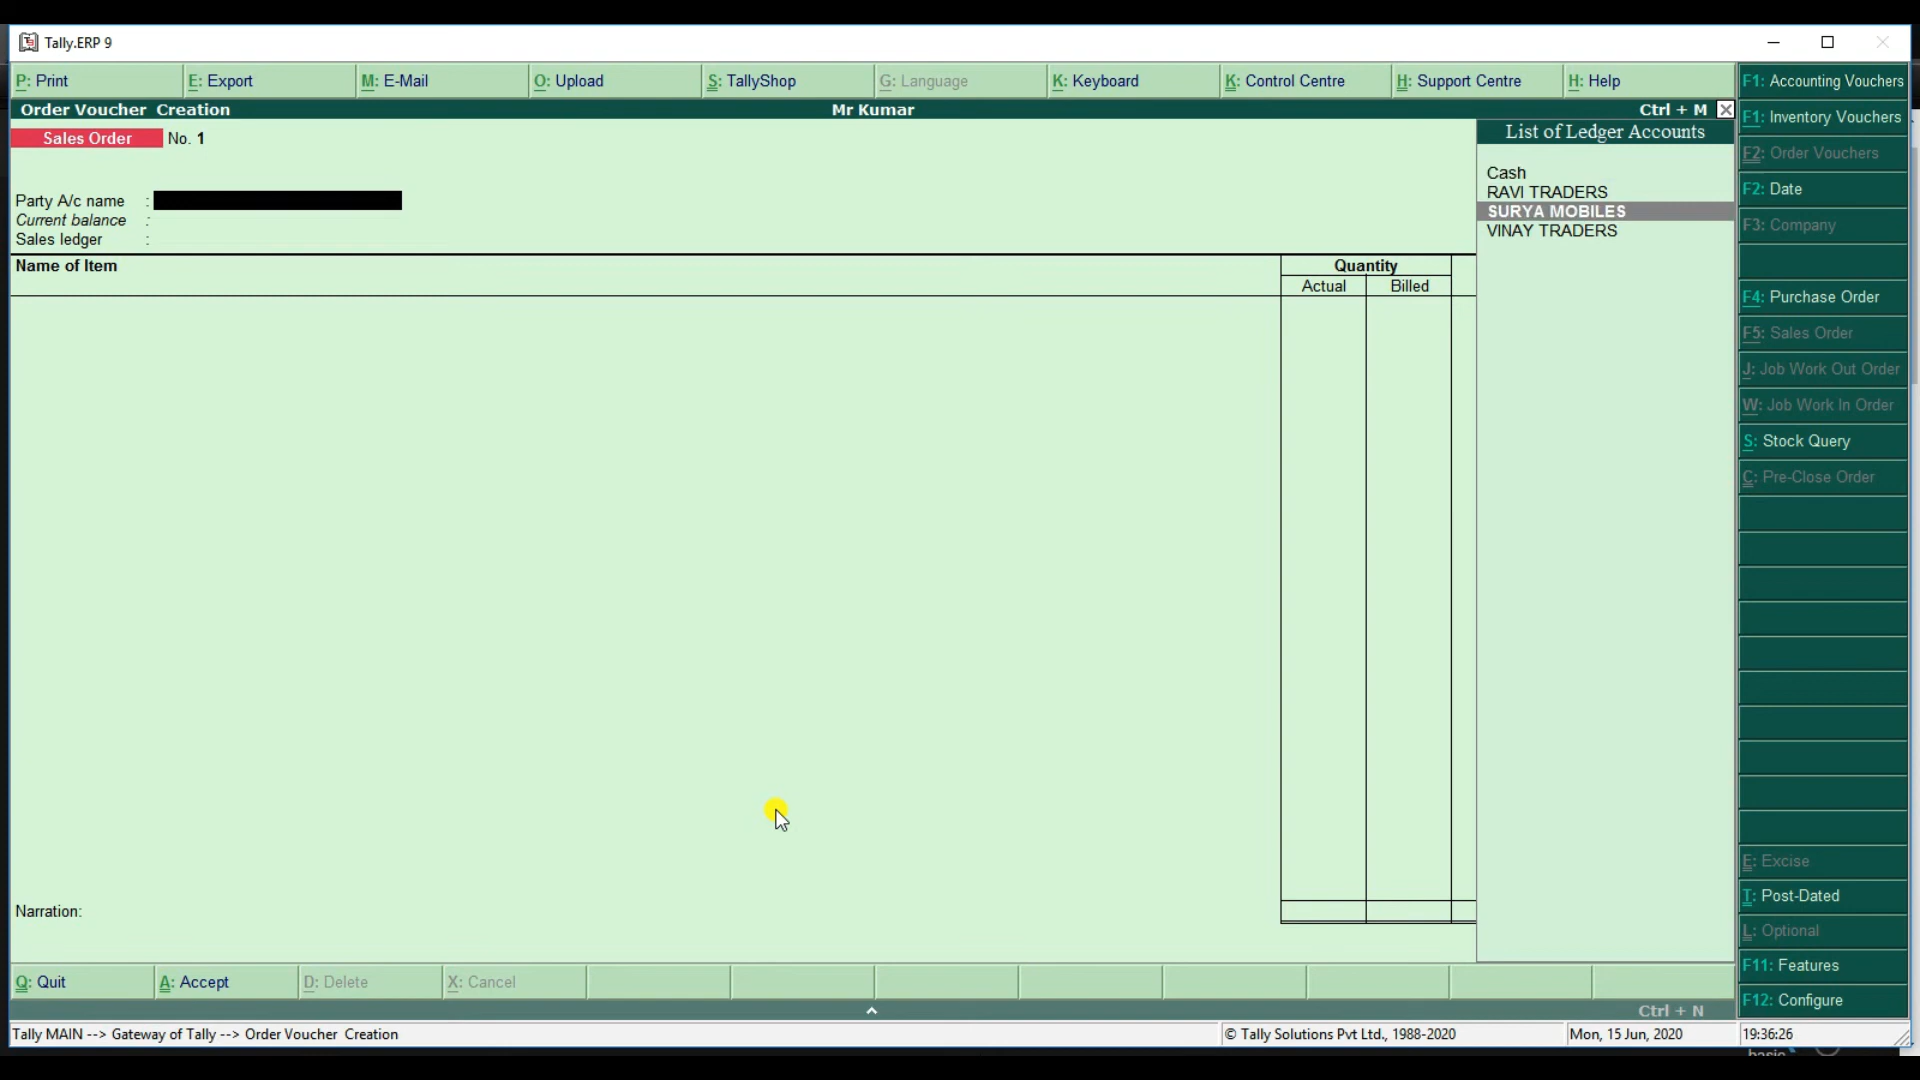 Tally.ERP 9
P: Print E: Export M: E-Mail O: Upload S: TallyShop G: Language K: Keyboard K: Control Centre H: Support Centre H: Help
Order Voucher Creation Mr Kumar Ctrl + M
Sales Order No. 1
Party A/c name :
Current balance :
Sales ledger :
Name of Item Quantity
Actual Billed
List of Ledger Accounts
Cash
RAVI TRADERS
SURYA MOBILES
VINAY TRADERS
F1: Accounting Vouchers
F1: Inventory Vouchers
F2: Order Vouchers
F2: Date
F3: Company
F4: Purchase Order
F5: Sales Order
J: Job Work Out Order
W: Job Work In Order
S: Stock Query
C: Pre-Close Order
E: Excise
T: Post-Dated
L: Optional
F11: Features
F12: Configure
Narration:
Q: Quit A: Accept D: Delete X: Cancel
Ctrl + N
Tally MAIN --> Gateway of Tally --> Order Voucher Creation © Tally Solutions Pvt Ltd., 1988-2020 Mon, 15 Jun, 2020 19:36:26